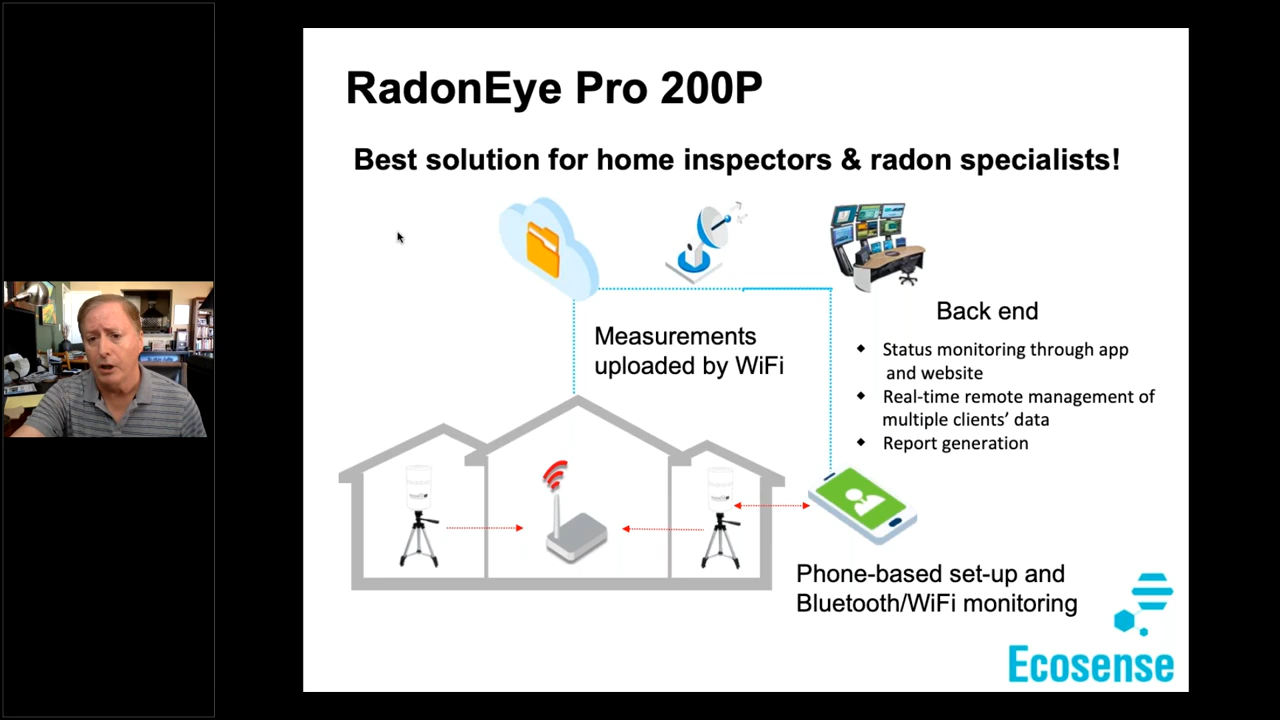 RadonEye Pro 200P
Best solution for home inspectors & radon specialists!
Measurements
uploaded by WiFi
Back end
Status monitoring through app
and website
Real-time remote management of
multiple clients’ data
Report generation
Phone-based set-up and
Bluetooth/WiFi monitoring
Ecosense